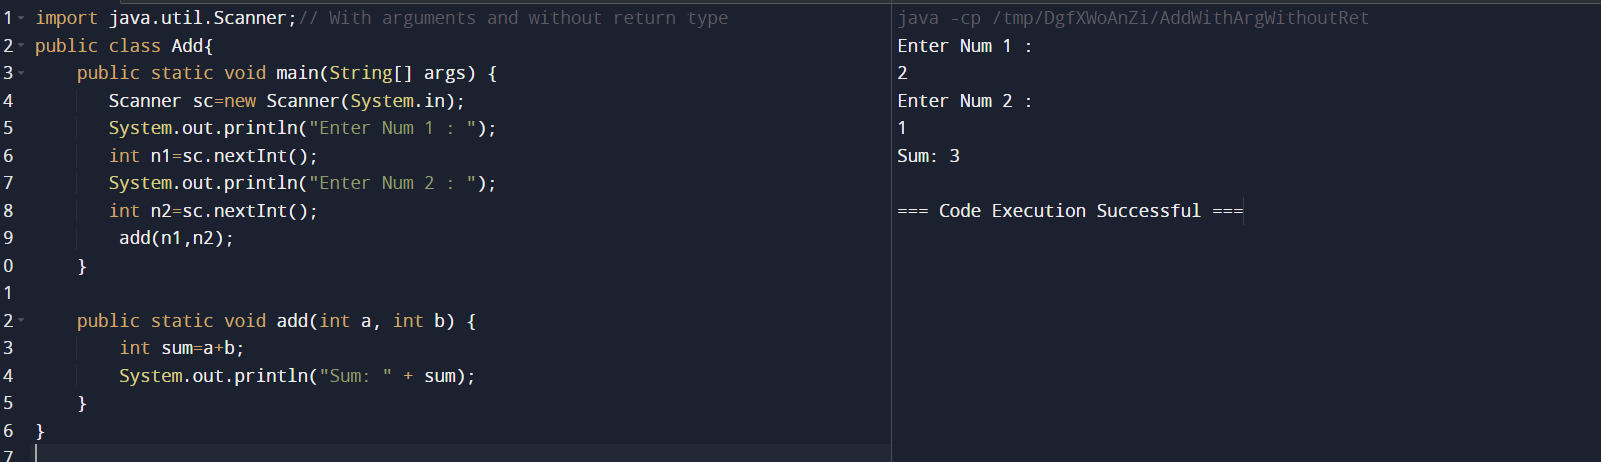 1 import java.util.Scanner;// With arguments and without return type
2 public class Add{
3     public static void main(String[] args) {
4        Scanner sc=new Scanner(System.in);
5        System.out.println("Enter Num 1 : ");
6        int n1=sc.nextInt();
7        System.out.println("Enter Num 2 : ");
8        int n2=sc.nextInt();
9         add(n1,n2);
0     }
1
2     public static void add(int a, int b) {
3         int sum=a+b;
4         System.out.println("Sum: " + sum);
5     }
6 }
7
java -cp /tmp/DgfXWoAnZi/AddWithArgWithoutRet
Enter Num 1 :
2
Enter Num 2 :
1
Sum: 3
=== Code Execution Successful ===